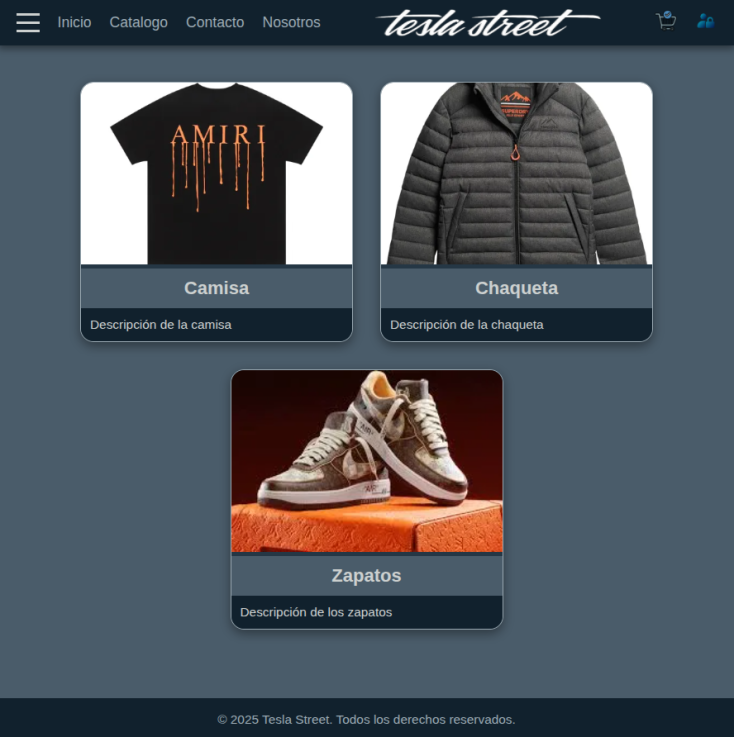 Inicio Catalogo Contacto Nosotros tesla street
AMIRI
Camisa
Descripción de la camisa
Chaqueta
Descripción de la chaqueta
Zapatos
Descripción de los zapatos
© 2025 Tesla Street. Todos los derechos reservados.